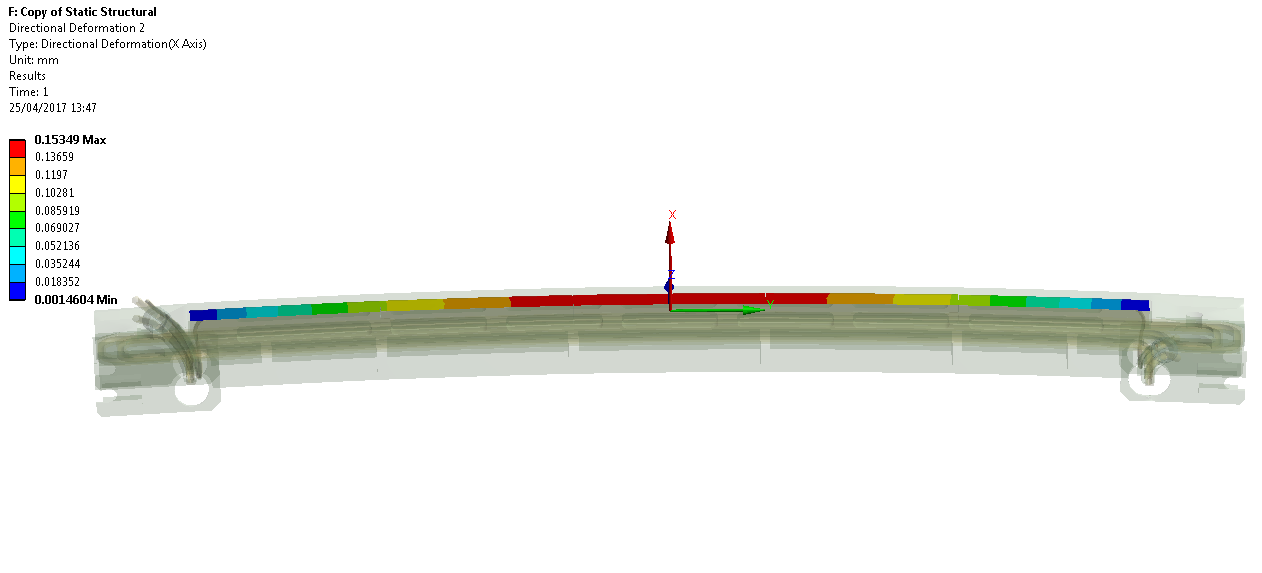 F: Copy of Static Structural
Directional Deformation 2
Type: Directional Deformation(X Axis)
Unit: mm
Results
Time: 1
25/04/2017 13:47
0.15349 Max
0.13659
0.1197
0.10281
0.085919
0.069027
0.052136
0.035244
0.018352
0.0014604 Min
X
Z
Y